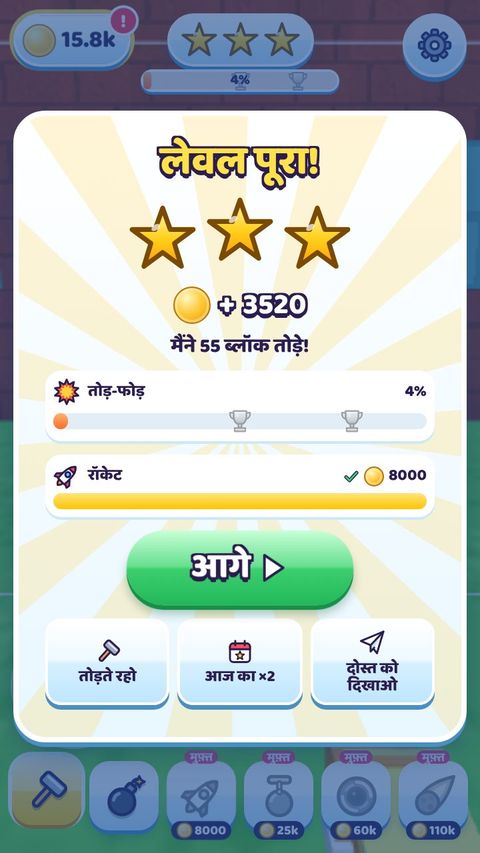 15.8k
!
4%
लेवल पूरा!
+ 3520
मैंने 55 ब्लॉक तोड़े!
तोड़-फोड़ 4%
रॉकेट 8000
आगे
तोड़ते रहो
आज का ×2
दोस्त को
दिखाओ
मुफ़्त मुफ़्त मुफ़्त मुफ़्त
8000 25k 60k 110k